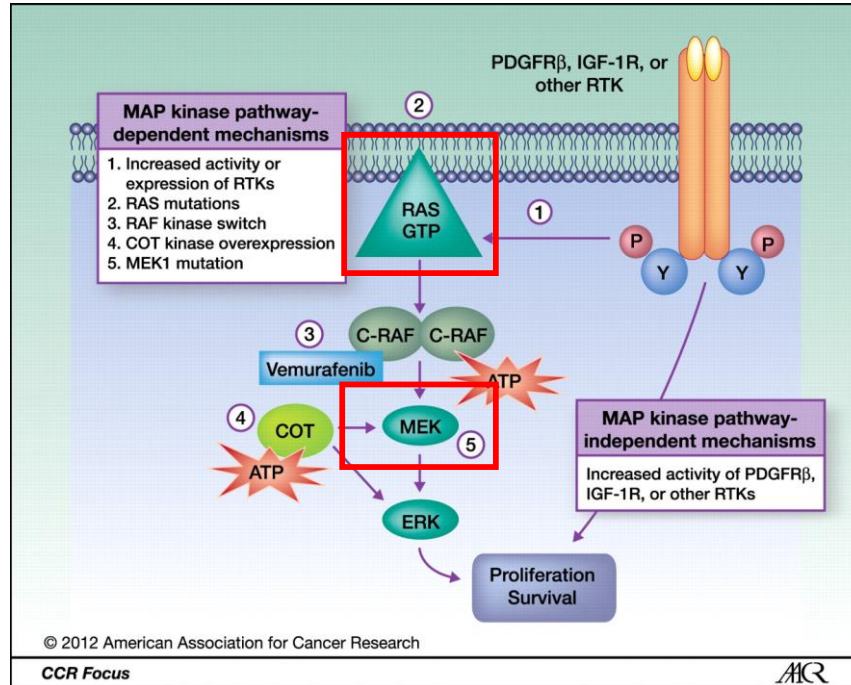 PDGFRβ, IGF-1R, or
other RTK
MAP kinase pathway-
dependent mechanisms
1. Increased activity or
expression of RTKs
2. RAS mutations
3. RAF kinase switch
4. COT kinase overexpression
5. MEK1 mutation
2
RAS
GTP
1
P
Y
Y
P
3
C-RAF
C-RAF
Vemurafenib
ATP
4
COT
ATP
MEK
5
MAP kinase pathway-
independent mechanisms
Increased activity of PDGFRβ,
IGF-1R, or other RTKs
ERK
Proliferation
Survival
© 2012 American Association for Cancer Research
CCR Focus
AACR